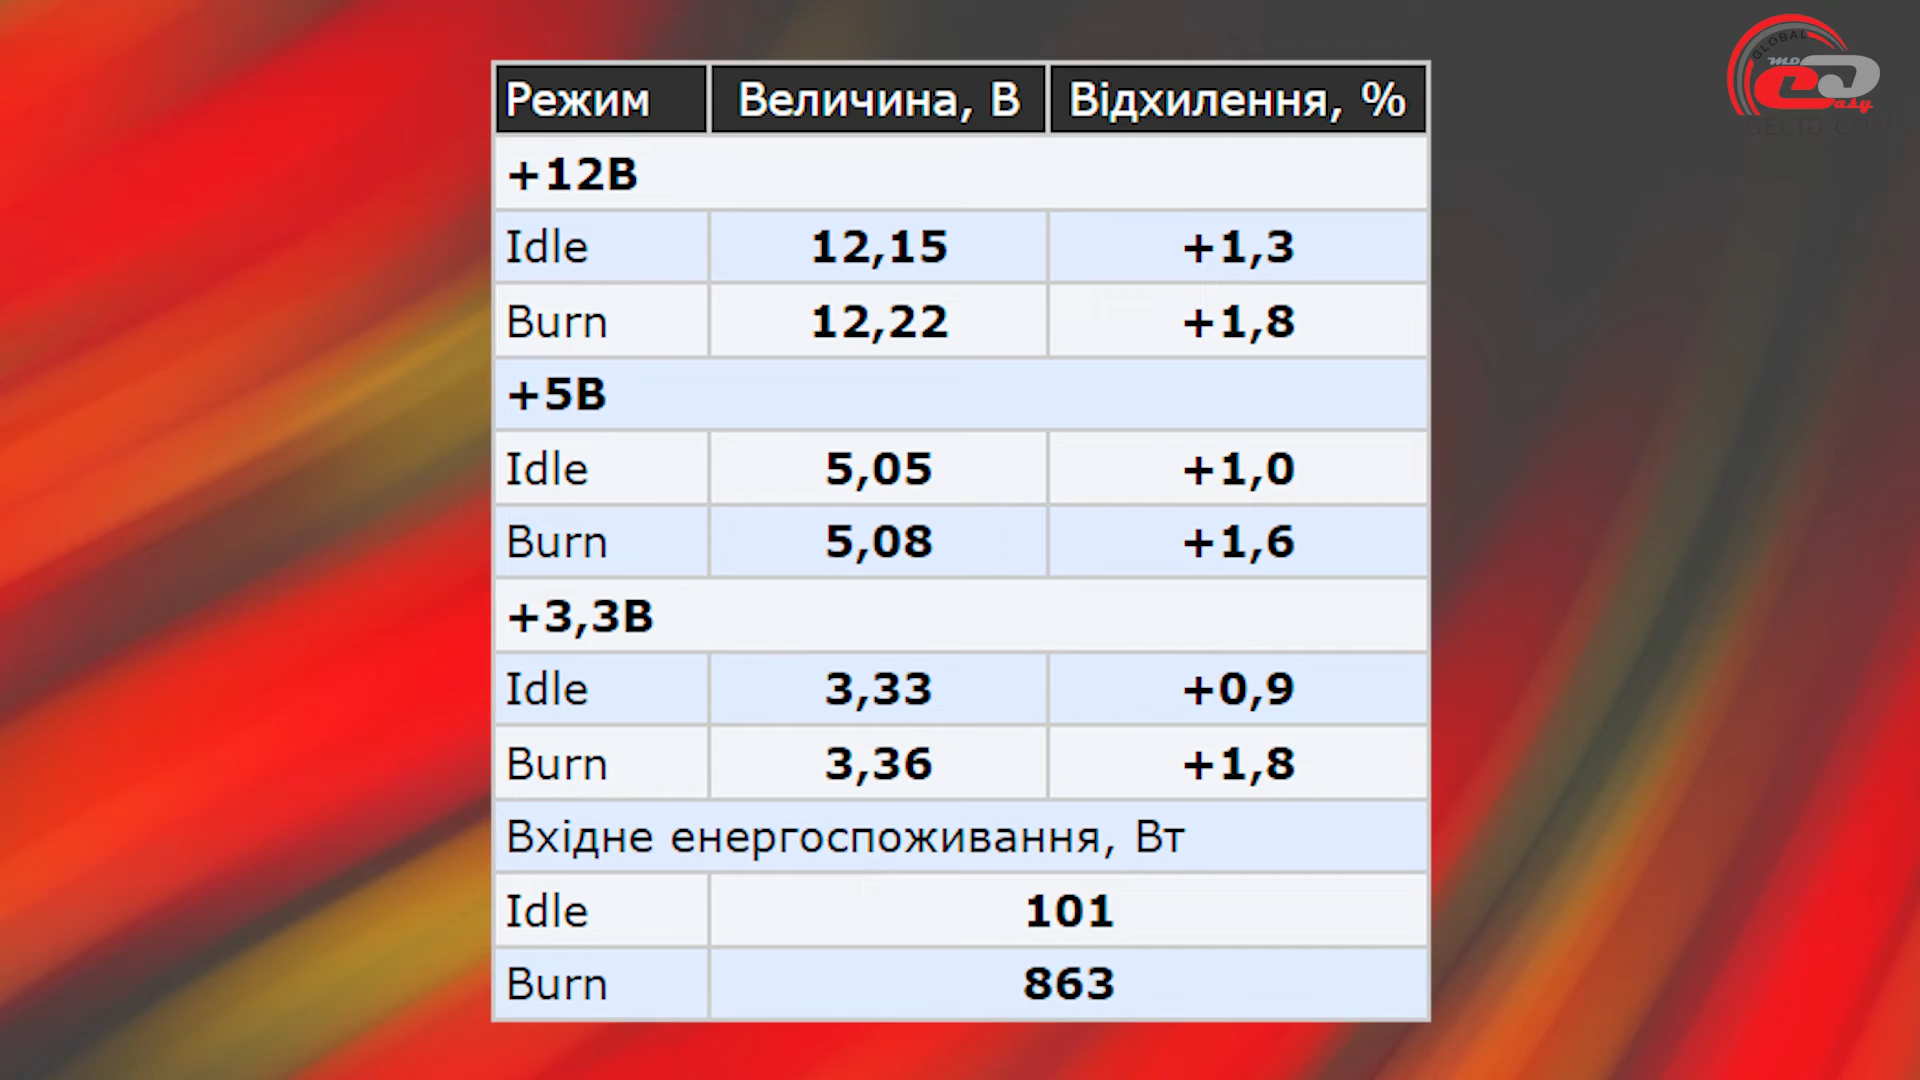 Режим Величина, В Відхилення, %
+12В
Idle 12,15 +1,3
Burn 12,22 +1,8
+5В
Idle 5,05 +1,0
Burn 5,08 +1,6
+3,3В
Idle 3,33 +0,9
Burn 3,36 +1,8
Вхідне енергоспоживання, Вт
Idle 101
Burn 863
GLOBAL